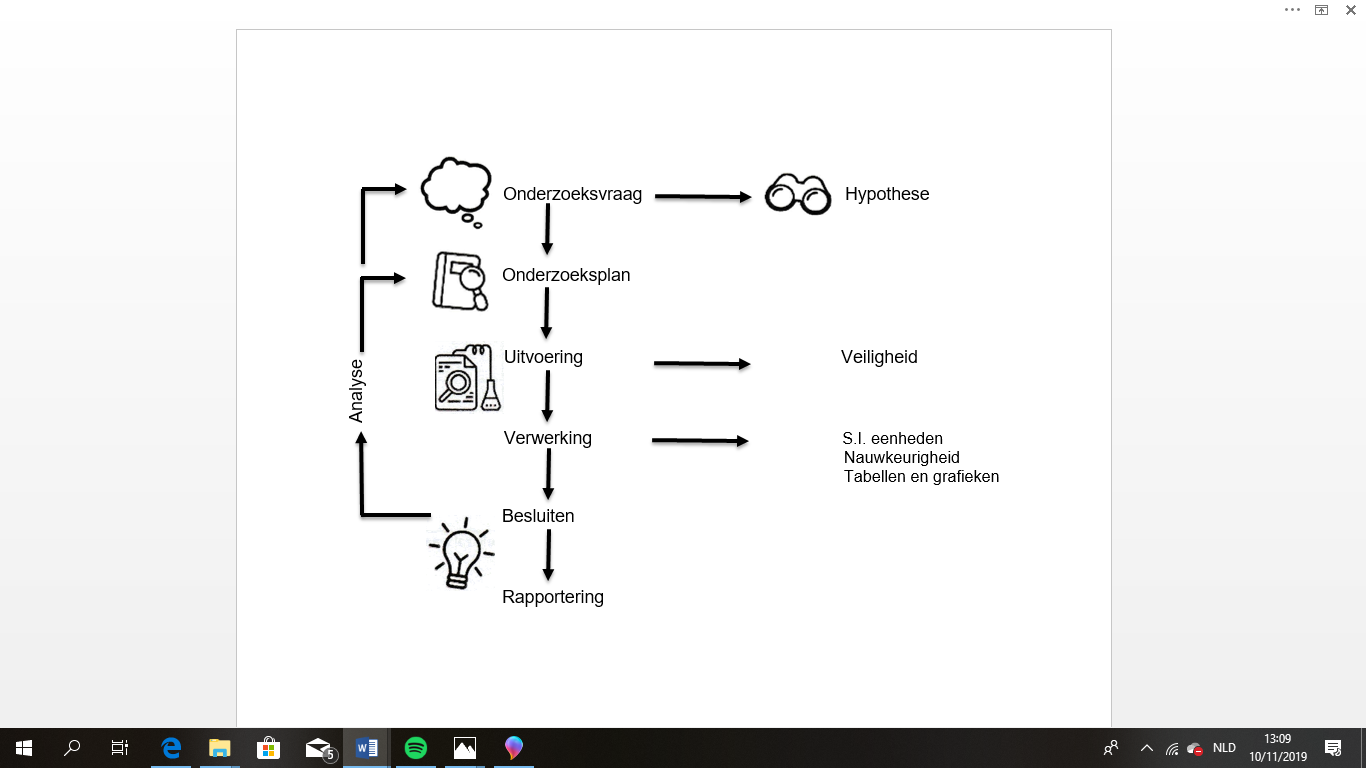 Onderzoeksvraag
Hypothese
Onderzoeksplan
Uitvoering
Veiligheid
Analyse
Verwerking
S.I. eenheden
Nauwkeurigheid
Tabellen en grafieken
Besluiten
Rapportering
5
NLD
13:09
10/11/2019